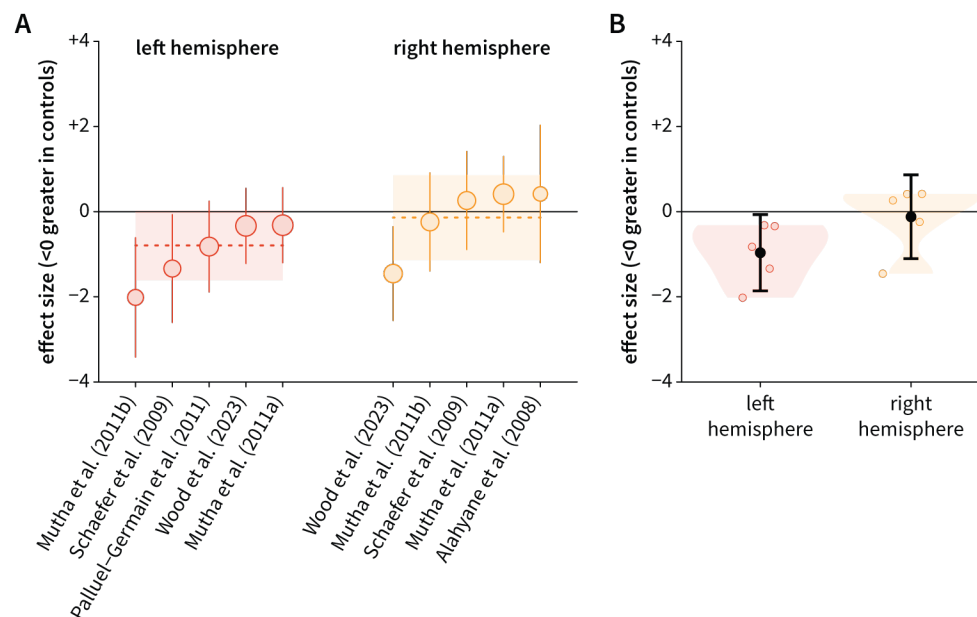 A
effect size (<0 greater in controls)
+4
+2
0
−2
−4
left hemisphere
right hemisphere
Mutha et al. (2011b)
Schaefer et al. (2009)
Palluel–Germain et al. (2011)
Wood et al. (2023)
Mutha et al. (2011a)
Wood et al. (2023)
Mutha et al. (2011b)
Schaefer et al. (2009)
Mutha et al. (2011a)
Alahyane et al. (2008)
B
effect size (<0 greater in controls)
+4
+2
0
−2
−4
left
hemisphere
right
hemisphere